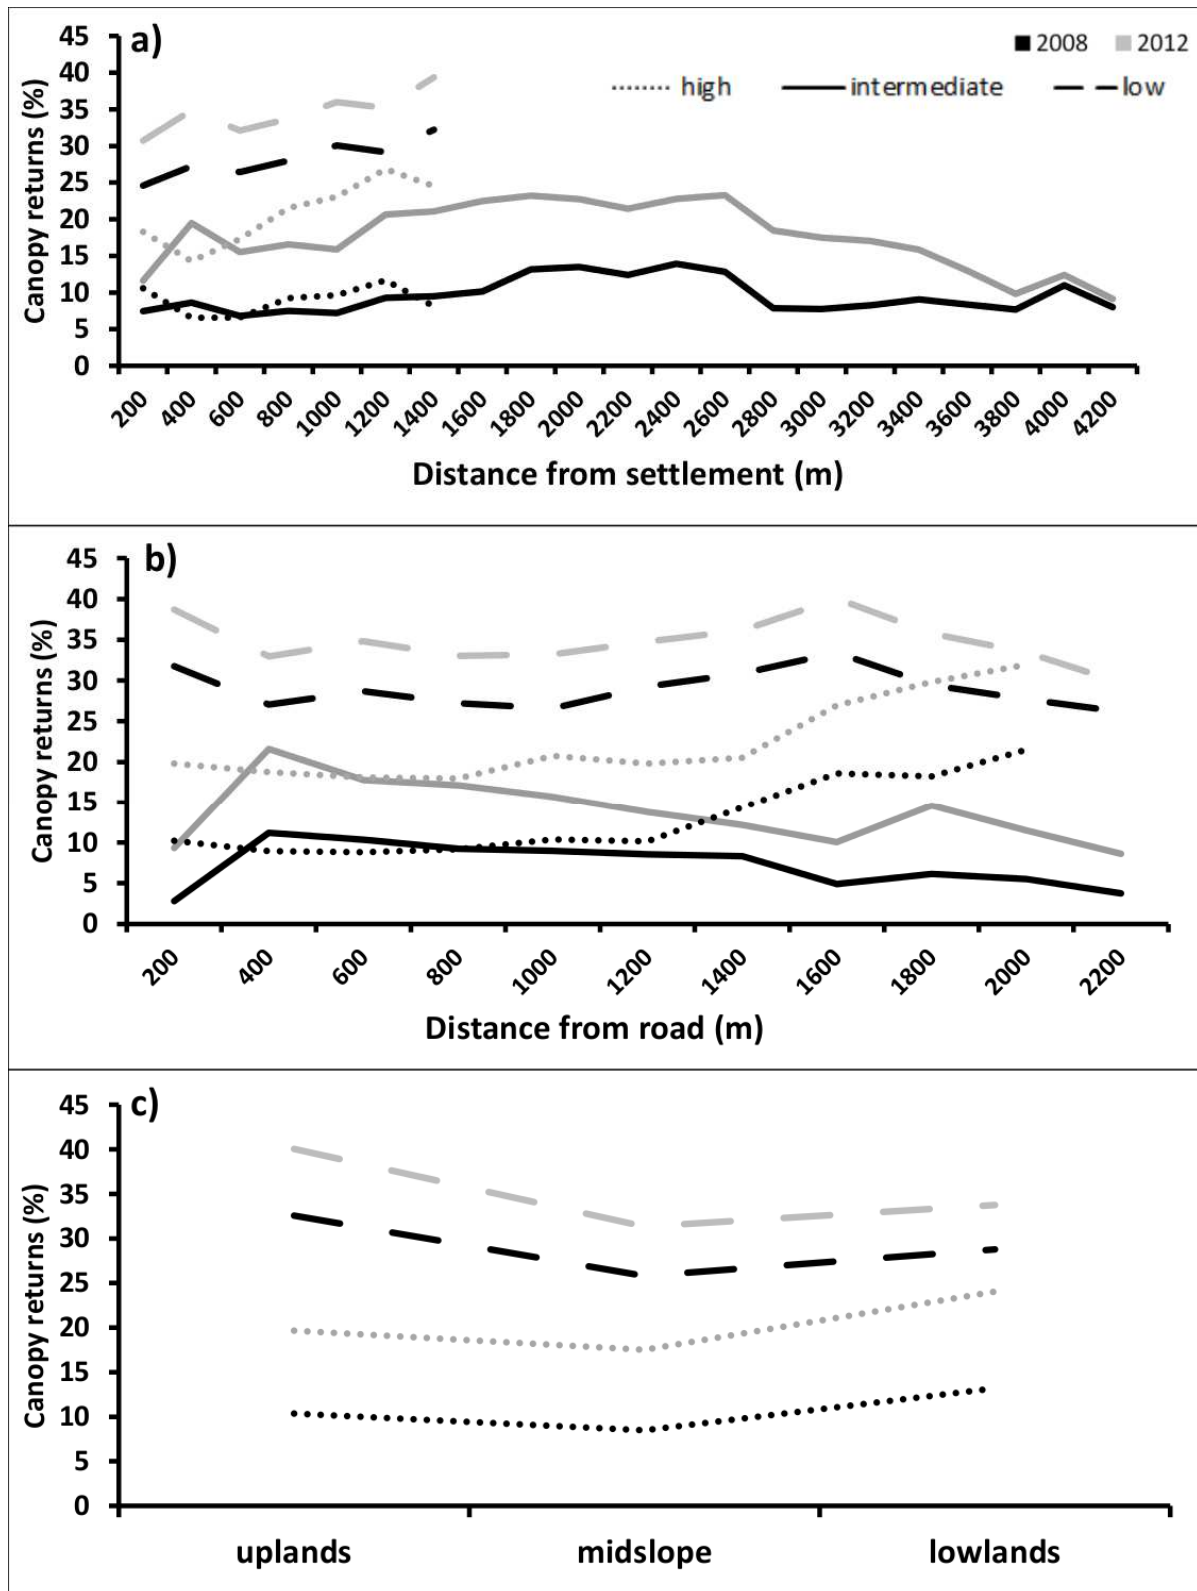 a)
2008 2012
high intermediate low
45
40
35
30
25
20
15
10
5
0
Canopy returns (%)
200 400 600 800 1000 1200 1400 1600 1800 2000 2200 2400 2600 2800 3000 3200 3400 3600 3800 4000 4200
Distance from settlement (m)
b)
45
40
35
30
25
20
15
10
5
0
Canopy returns (%)
200 400 600 800 1000 1200 1400 1600 1800 2000 2200
Distance from road (m)
c)
45
40
35
30
25
20
15
10
5
0
Canopy returns (%)
uplands midslope lowlands